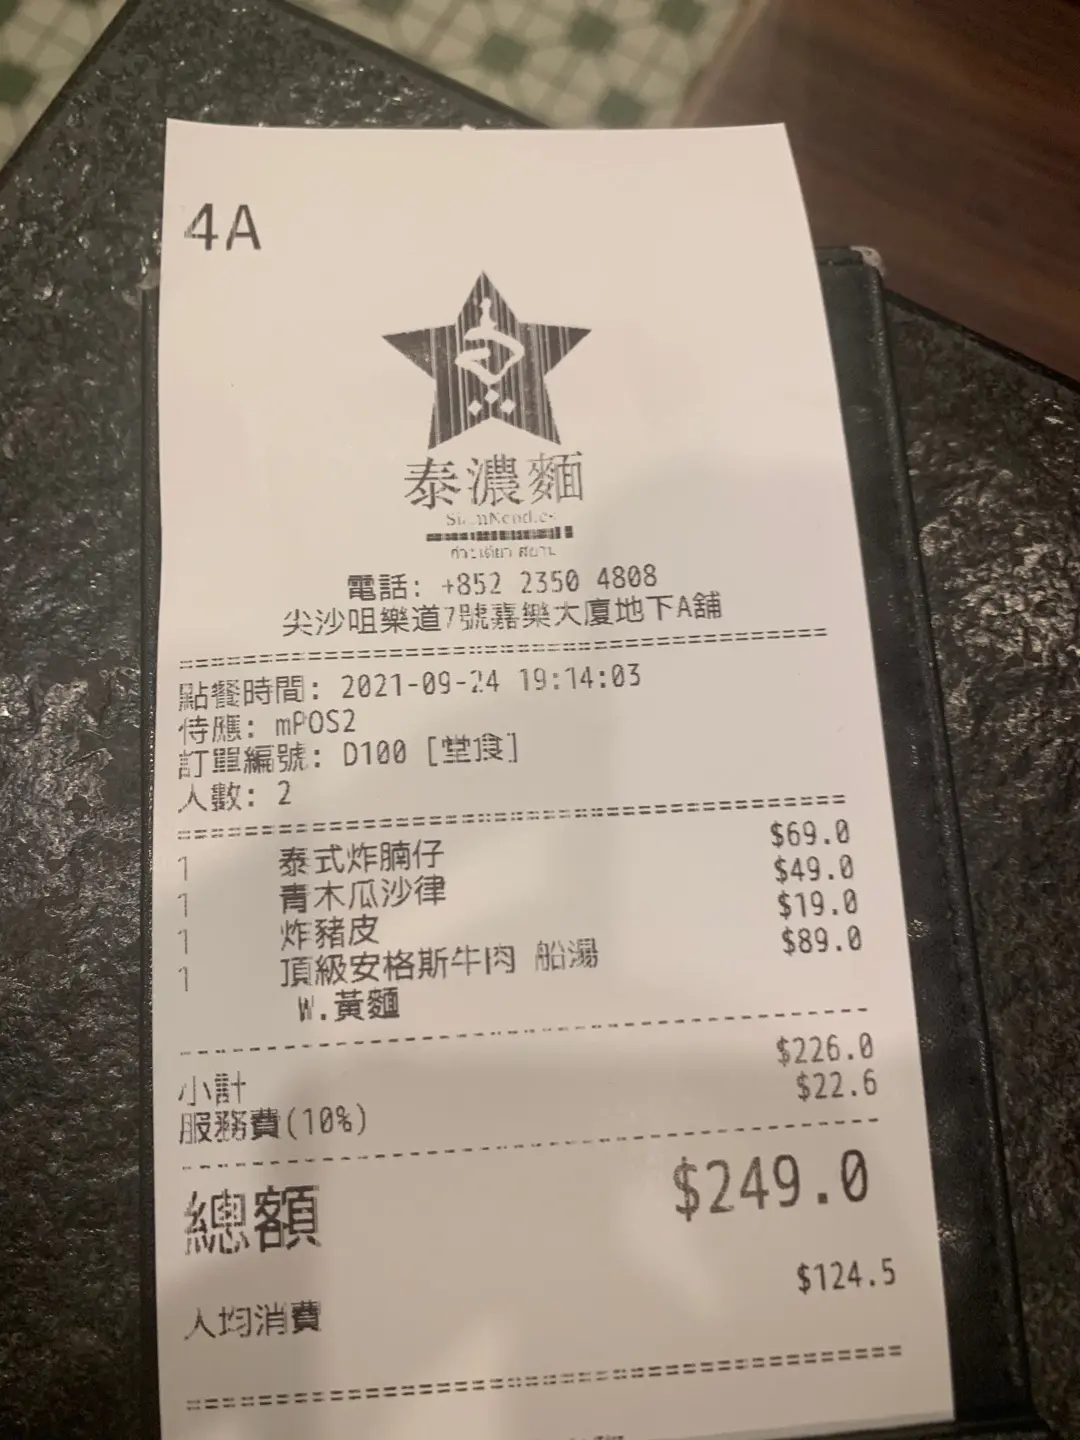 4A
泰濃麵
SiamNoodles
電話: +852 2350 4808
尖沙咀樂道7號嘉樂大廈地下A舖
點餐時間: 2021-09-24 19:14:03
侍應: mPOS2
訂單編號: D100 [堂食]
人數: 2
1 泰式炸腩仔 $69.0
1 青木瓜沙律 $49.0
1 炸豬皮 $19.0
1 頂級安格斯牛肉 船湯 $89.0
W.黃麵
小計 $226.0
服務費(10%) $22.6
總額 $249.0
人均消費 $124.5